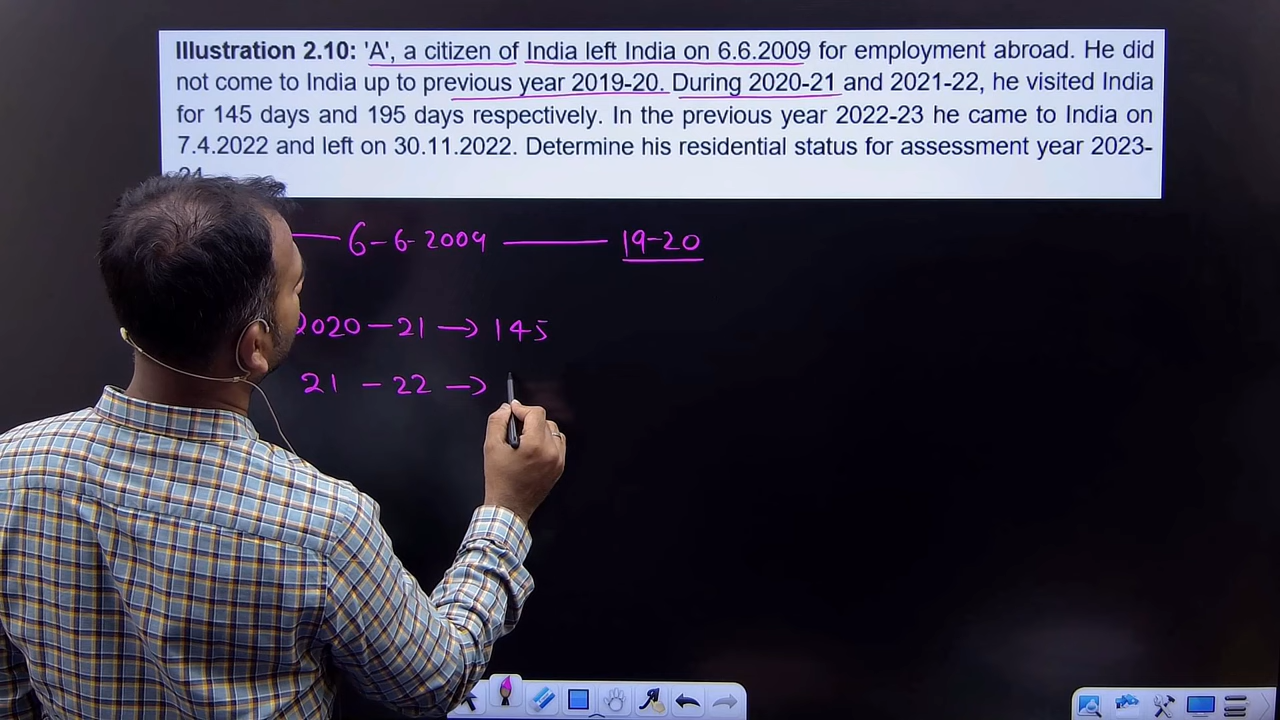 Illustration 2.10: 'A', a citizen of India left India on 6.6.2009 for employment abroad. He did
not come to India up to previous year 2019-20. During 2020-21 and 2021-22, he visited India
for 145 days and 195 days respectively. In the previous year 2022-23 he came to India on
7.4.2022 and left on 30.11.2022. Determine his residential status for assessment year 2023-
24
6-6-2009 19-20
2020-21 → 145
21-22 →